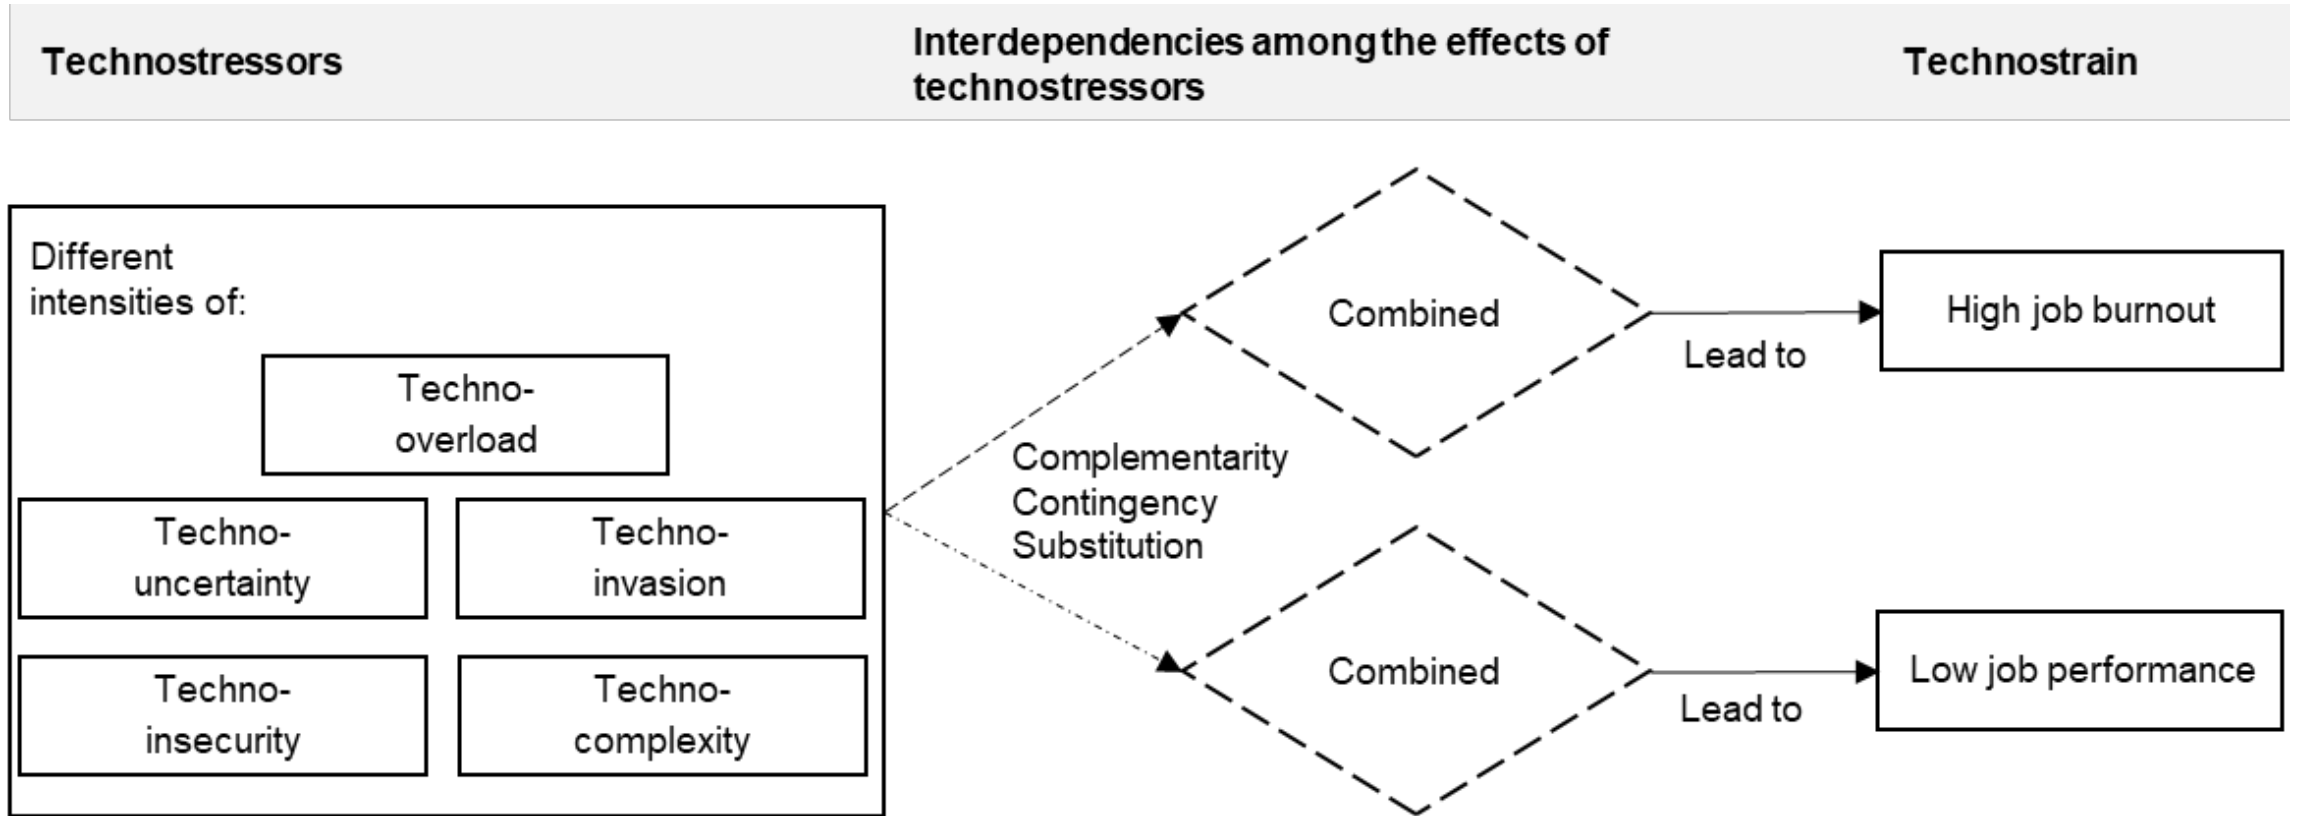 Technostressors
Interdependencies among the effects of
technostressors
Technostrain
Different
intensities of:
Techno-
overload
Techno-
uncertainty
Techno-
invasion
Techno-
insecurity
Techno-
complexity
Complementarity
Contingency
Substitution
Combined
Lead to
High job burnout
Combined
Lead to
Low job performance